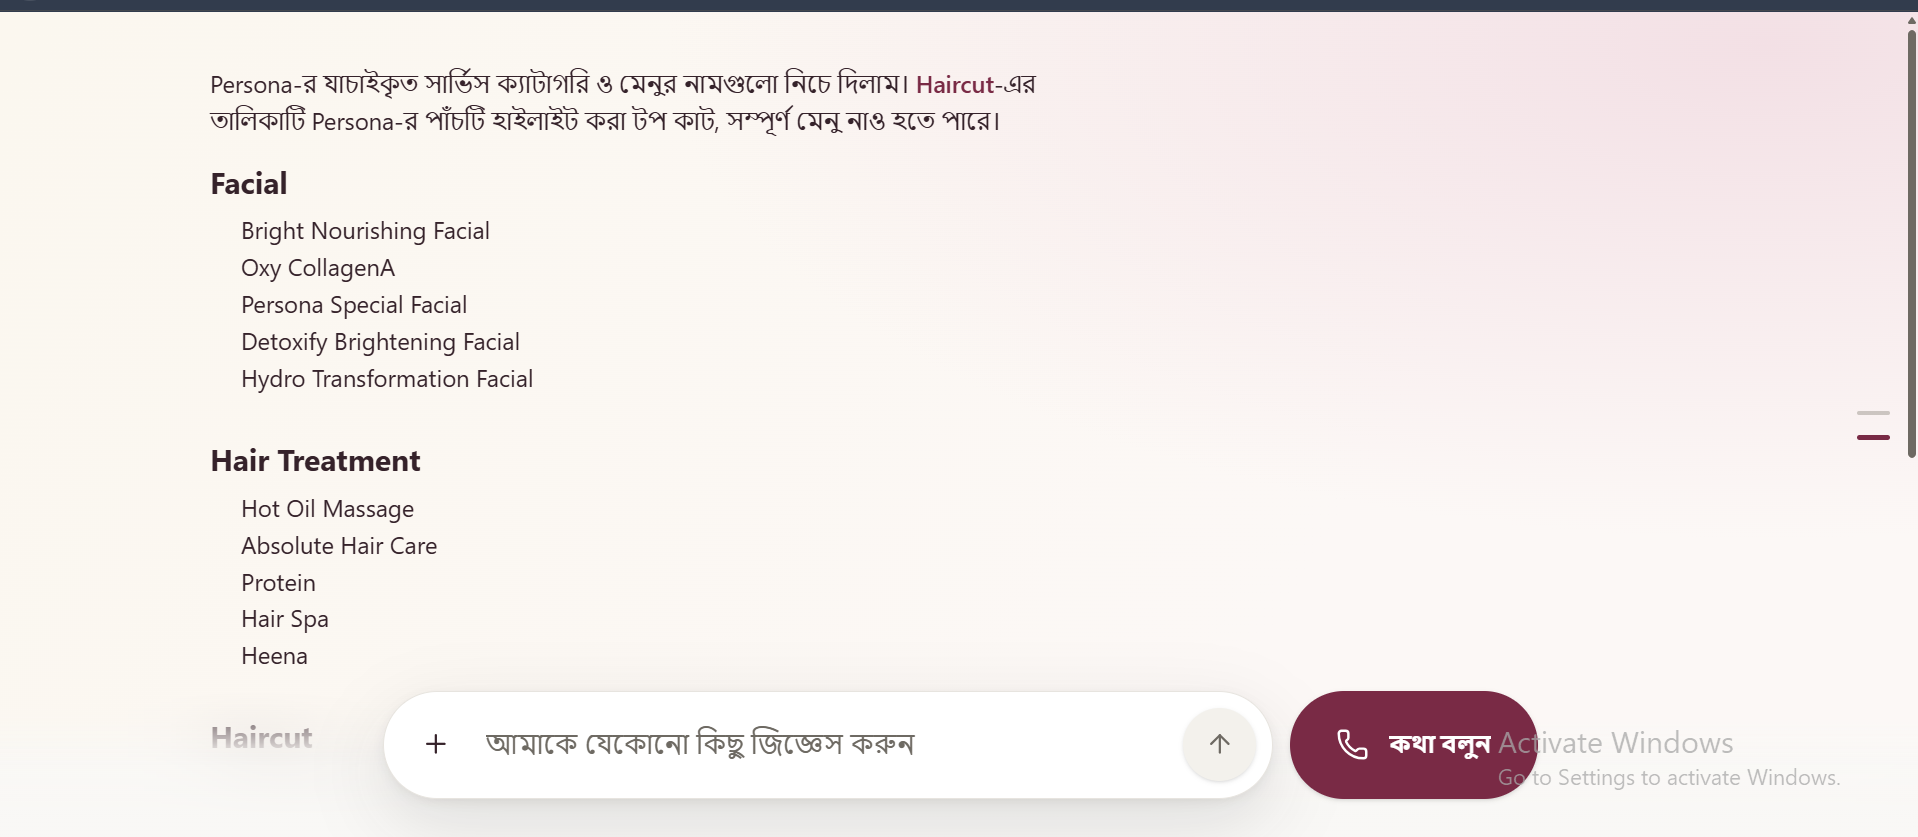 Persona-র যাচাইকৃত সার্ভিস ক্যাটাগরি ও মেনুর নামগুলো নিচে দিলাম। Haircut-এর
তালিকাটি Persona-র পাঁচটি হাইলাইট করা টপ কাট, সম্পূর্ণ মেনু নাও হতে পারে।
Facial
Bright Nourishing Facial
Oxy CollagenA
Persona Special Facial
Detoxify Brightening Facial
Hydro Transformation Facial
Hair Treatment
Hot Oil Massage
Absolute Hair Care
Protein
Hair Spa
Heena
Haircut
আমাকে যেকোনো কিছু জিজ্ঞেস করুন
কথা বলুন
Activate Windows
Go to Settings to activate Windows.